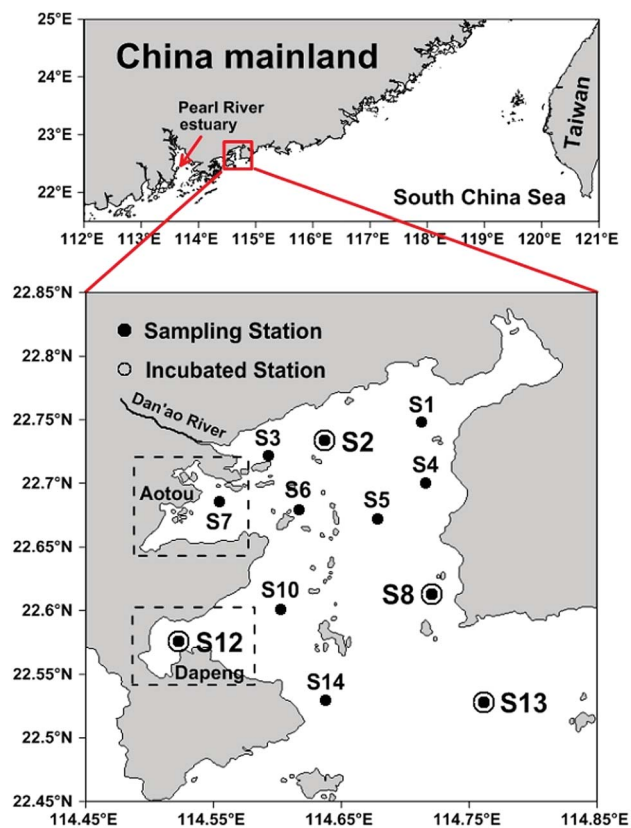 25°E
24°E
23°E
22°E
China mainland
Pearl River
estuary
Taiwan
South China Sea
112°E 113°E 114°E 115°E 116°E 117°E 118°E 119°E 120°E 121°E
22.85°N
22.8°N
22.75°N
22.7°N
22.65°N
22.6°N
22.55°N
22.5°N
22.45°N
Sampling Station
Incubated Station
Dan'ao River
S1
S3
S2
S4
Aotou
S7
S6
S5
S8
S10
S12
Dapeng
S14
S13
114.45°E 114.55°E 114.65°E 114.75°E 114.85°E